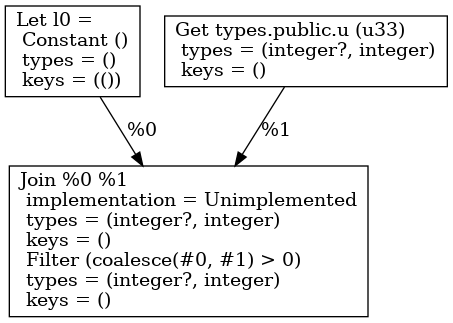 Let l0 =
Constant ()
types = ()
keys = (())
Get types.public.u (u33)
types = (integer?, integer)
keys = ()
%0
%1
Join %0 %1
implementation = Unimplemented
types = (integer?, integer)
keys = ()
Filter (coalesce(#0, #1) > 0)
types = (integer?, integer)
keys = ()